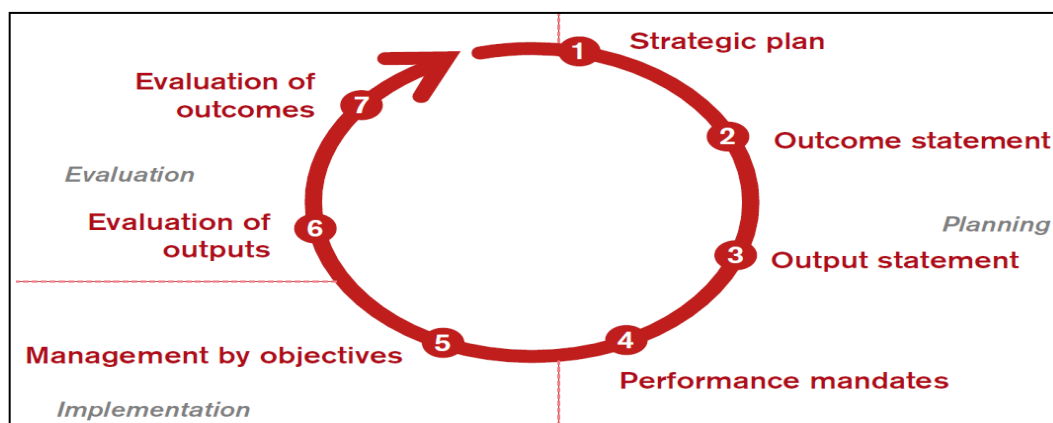 1
Strategic plan
2
Outcome statement
Planning
3
Output statement
4
Performance mandates
5
Management by objectives
Implementation
6
Evaluation of
outputs
Evaluation
7
Evaluation of
outcomes